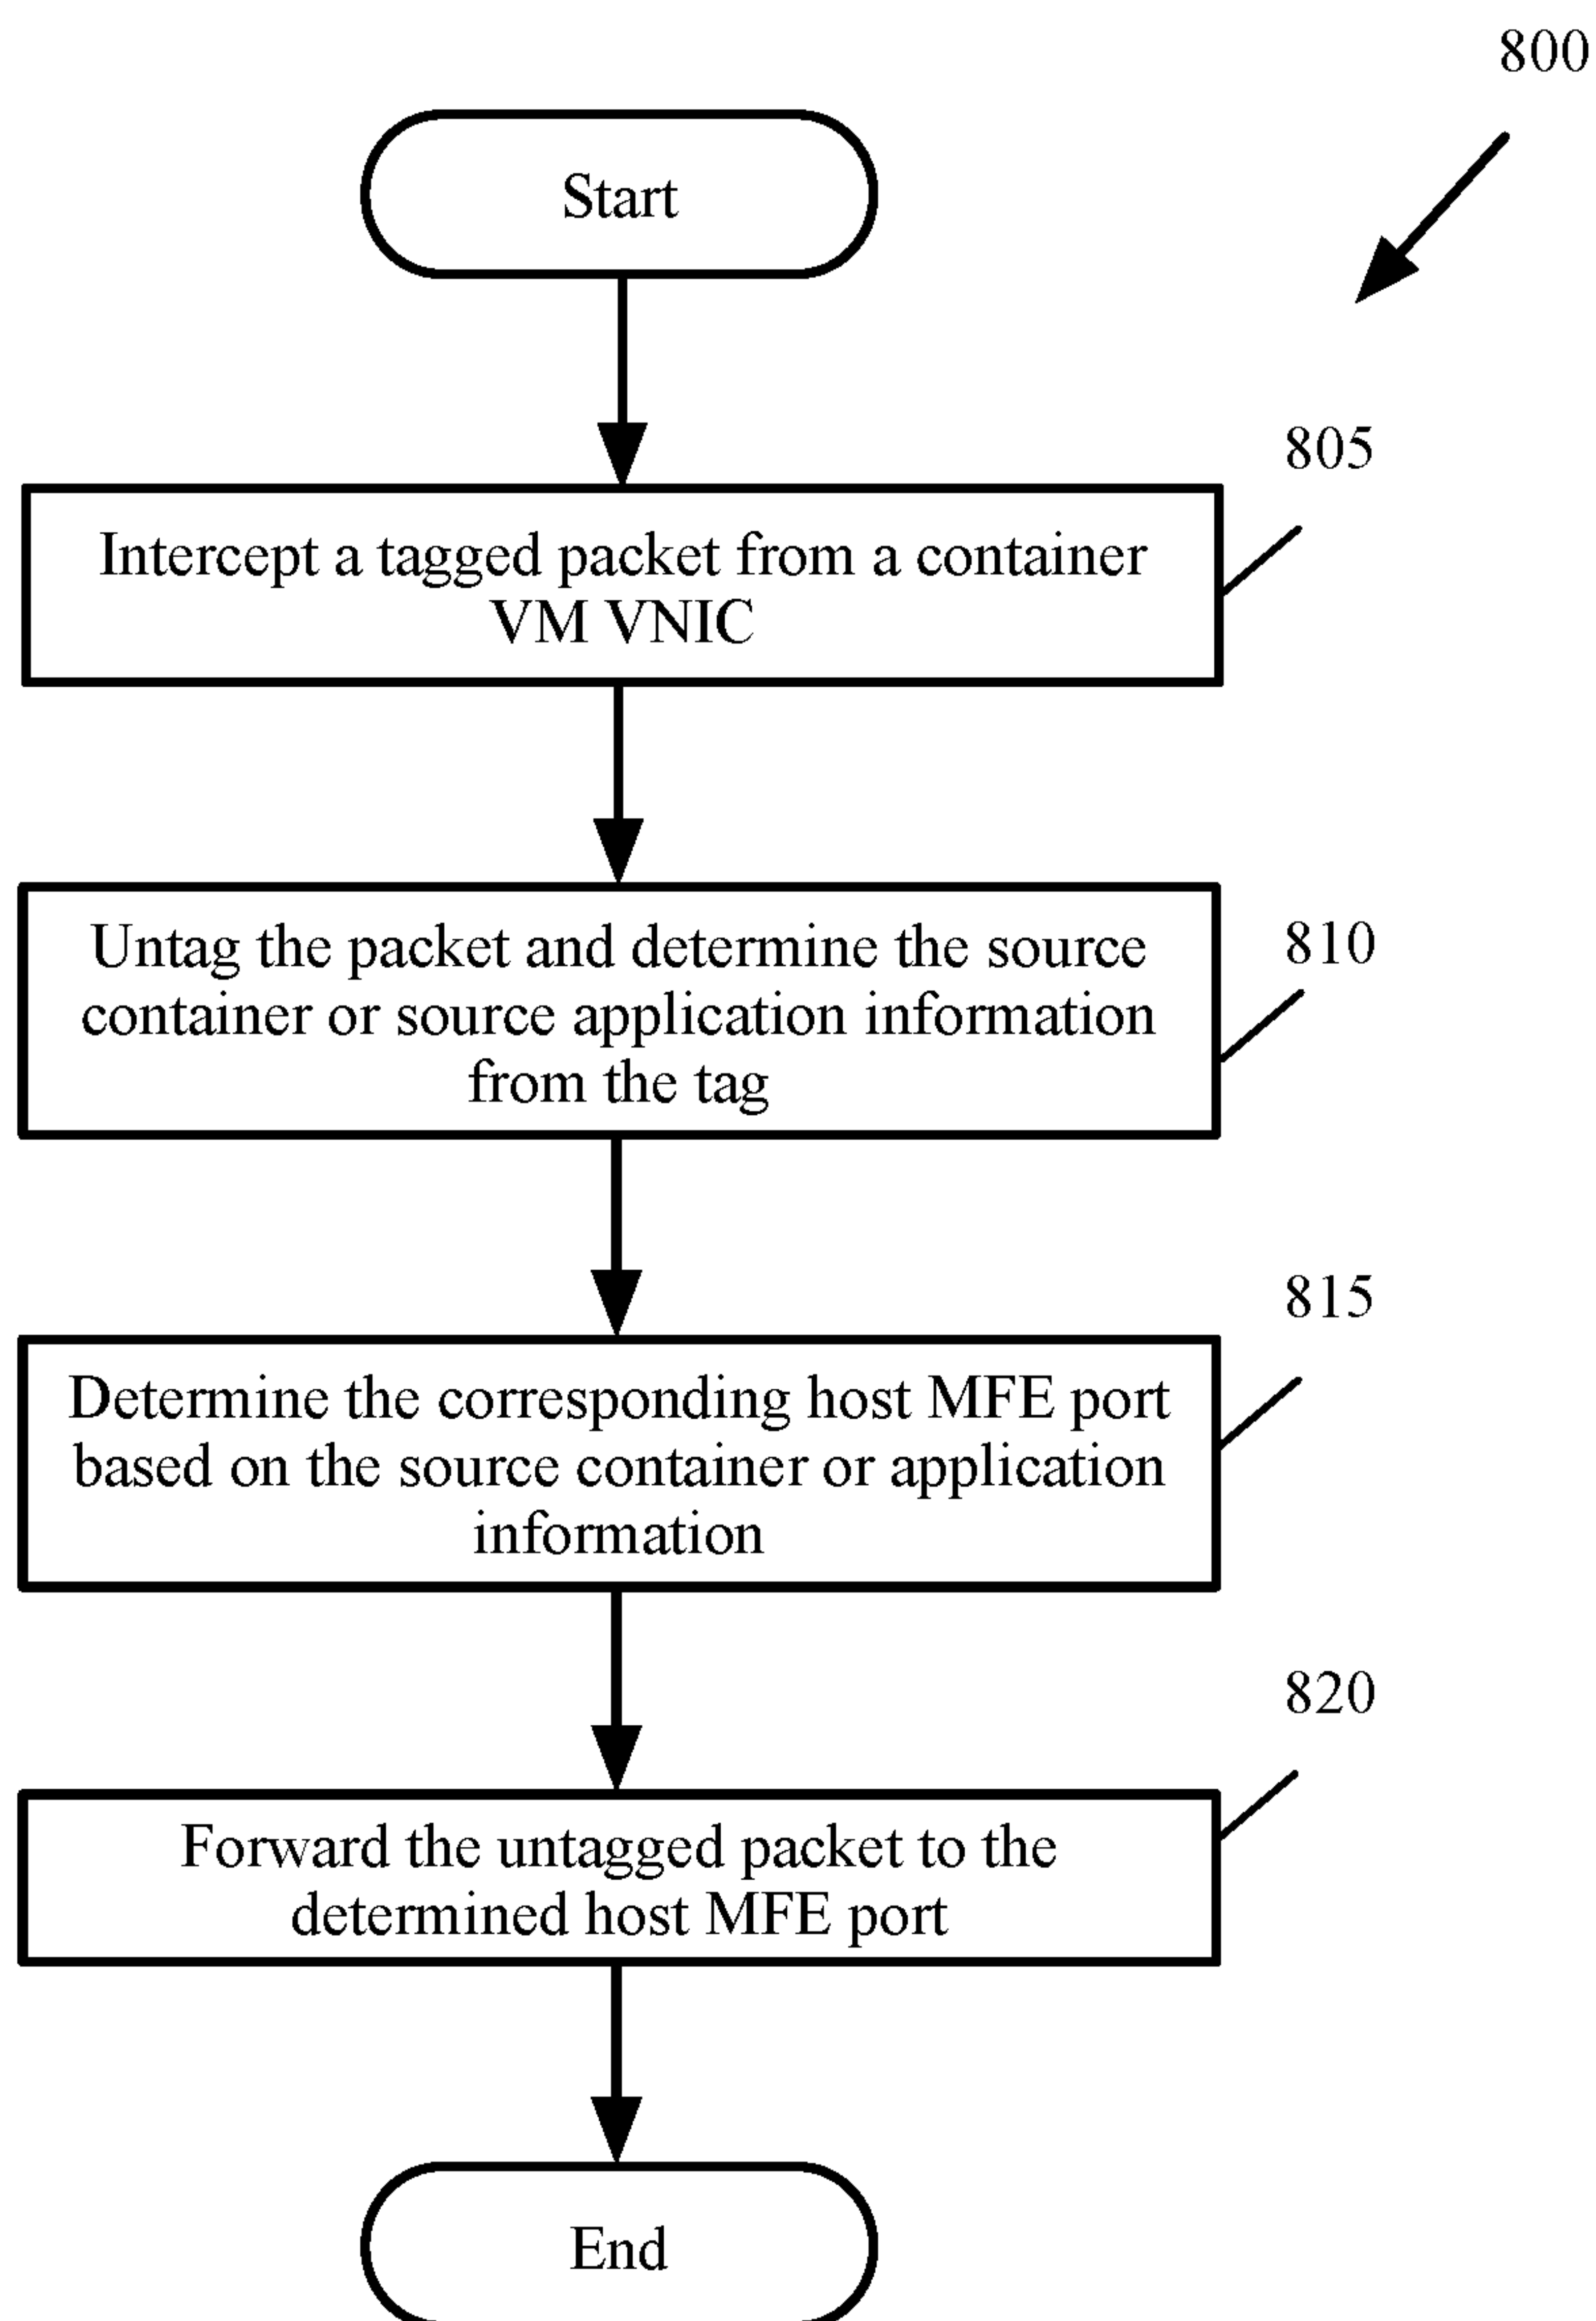 800
Start
805
Intercept a tagged packet from a container
VM VNIC
810
Untag the packet and determine the source
container or source application information
from the tag
815
Determine the corresponding host MFE port
based on the source container or application
information
820
Forward the untagged packet to the
determined host MFE port
End